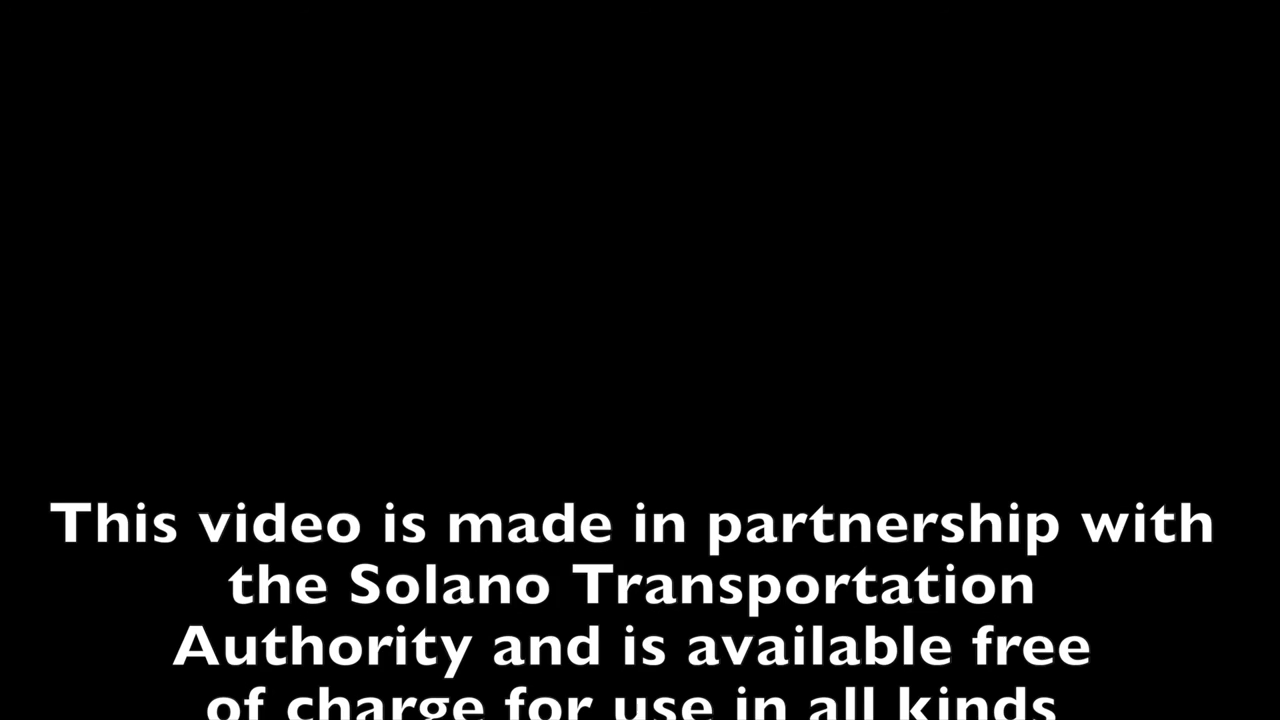 This video is made in partnership with
the Solano Transportation
Authority and is available free
of charge for use in all kinds